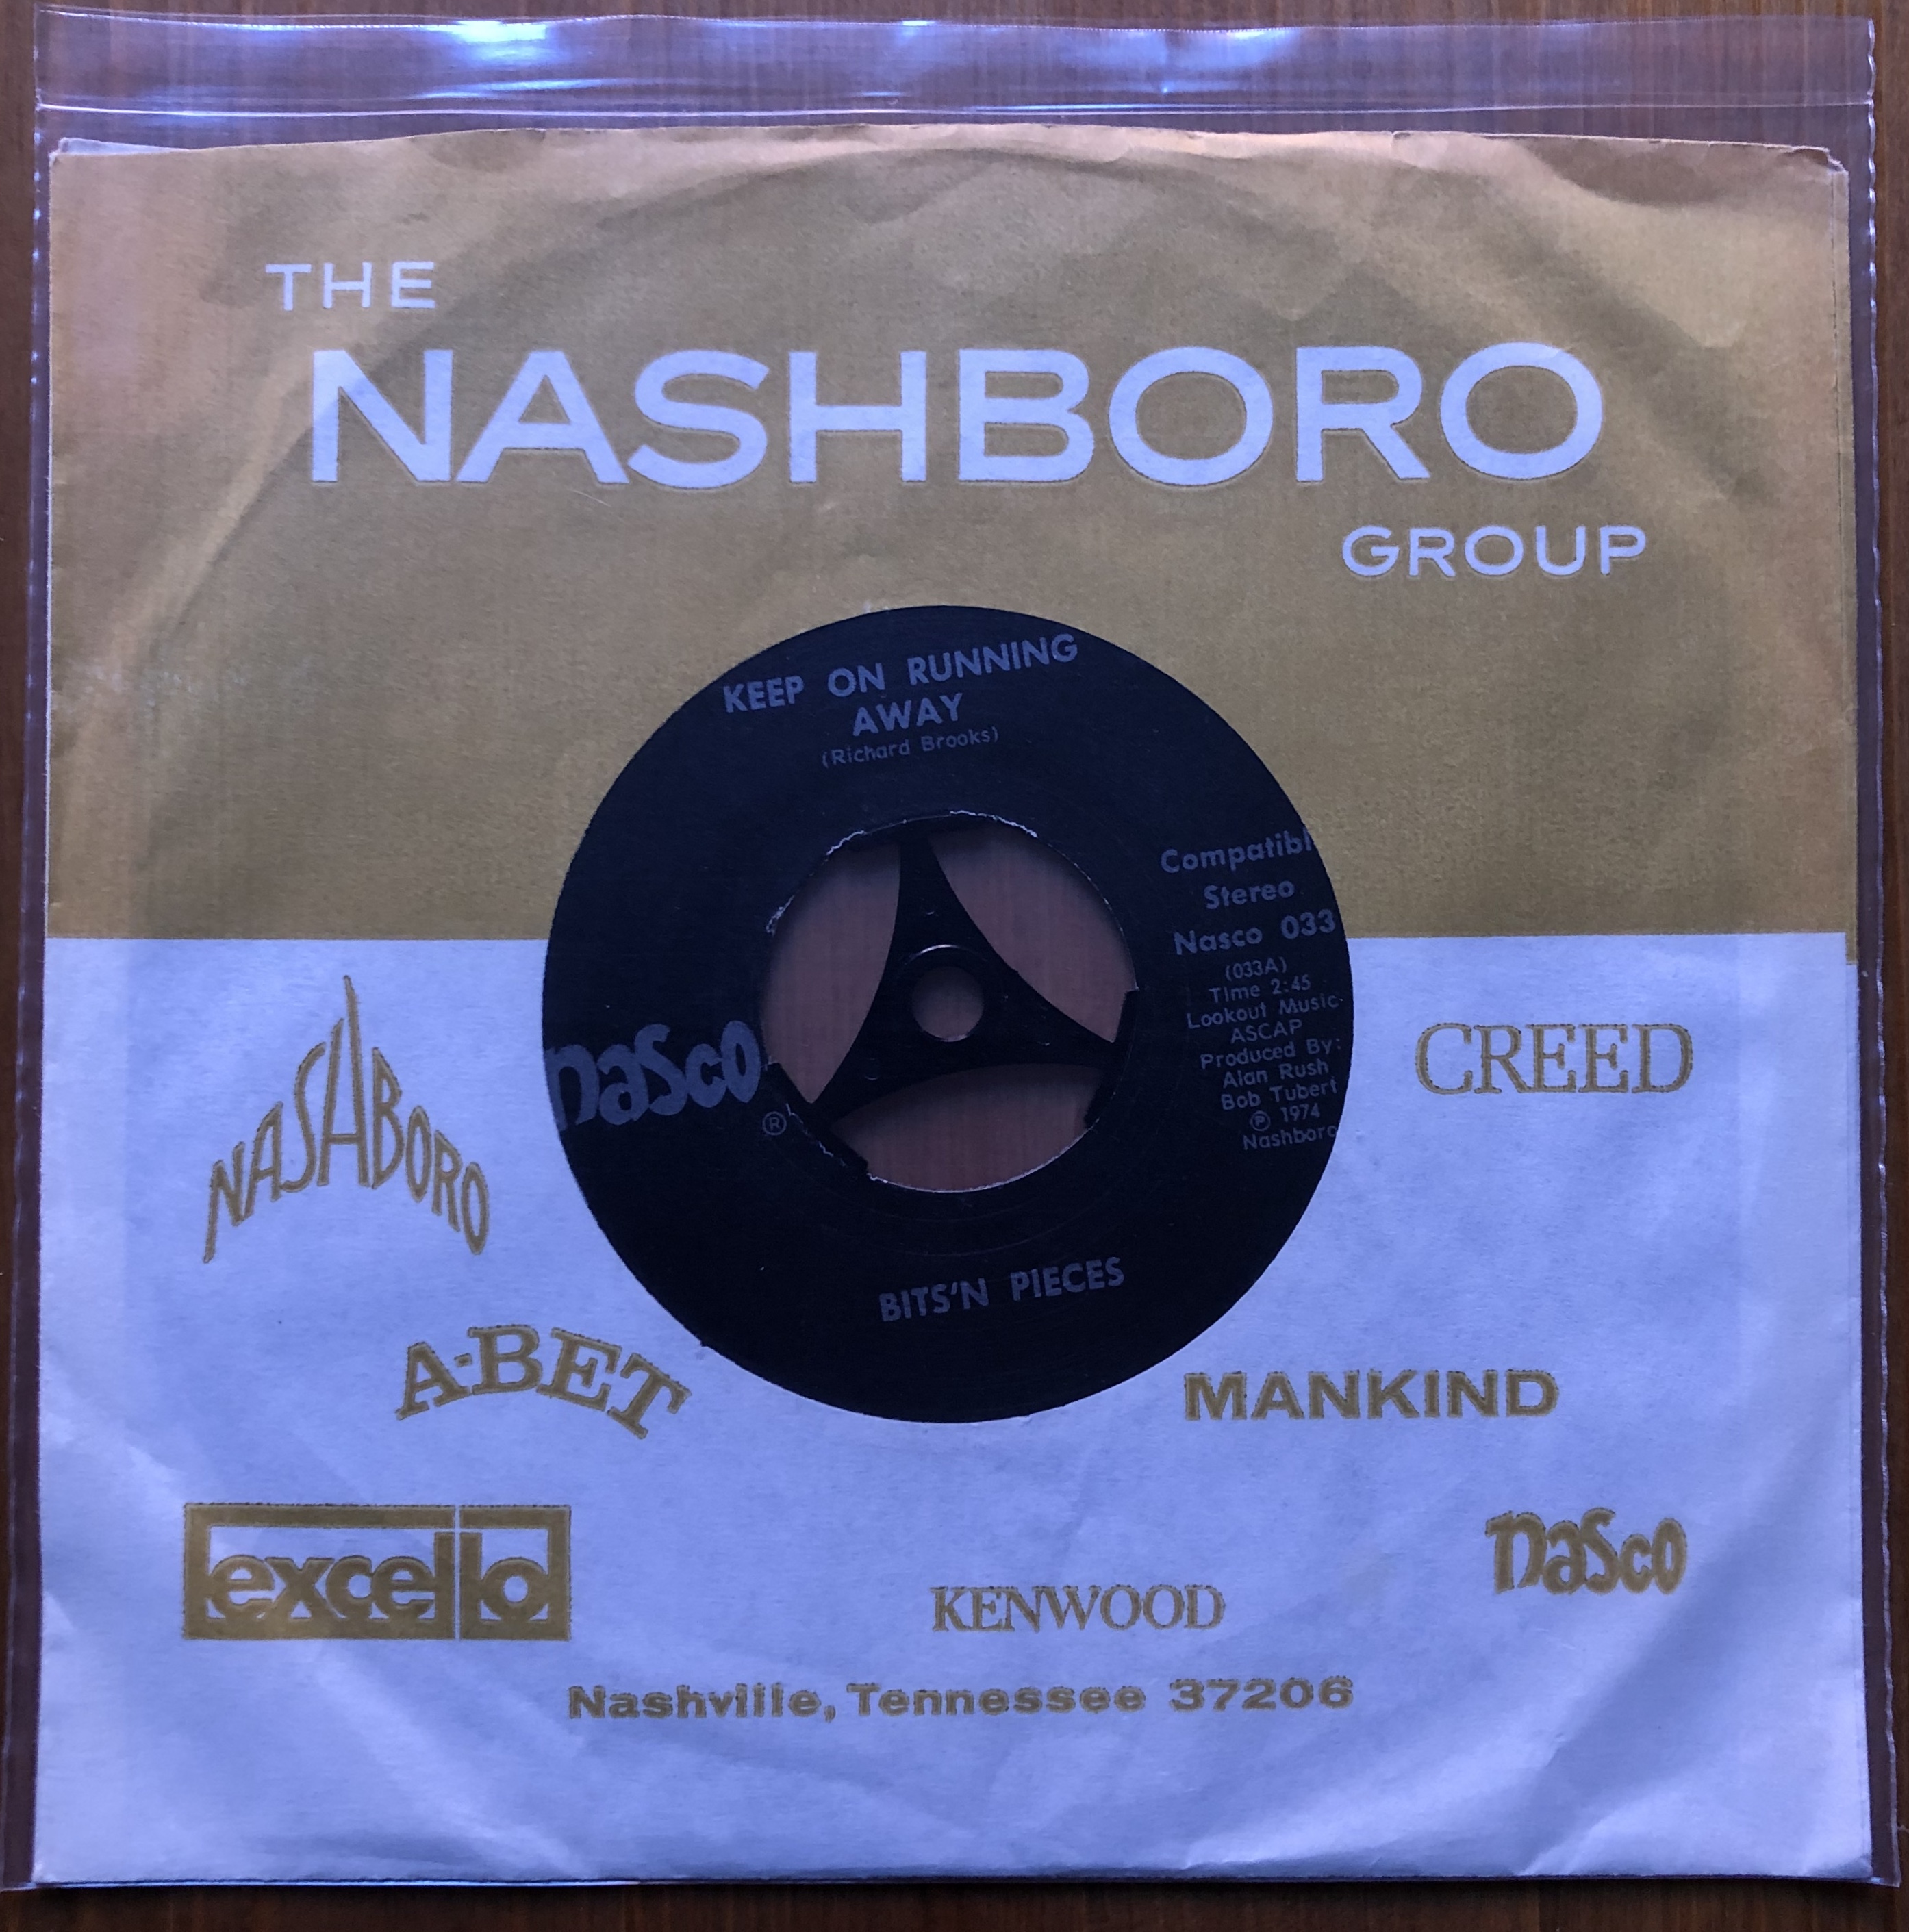 THE
NASHBORO
GROUP
KEEP ON RUNNING
AWAY
(Richard Brooks)
Compatibl
Stereo
Nasco 033
(033A)
Time 2:45
Lookout Music-
ASCAP
Produced By:
Alan Rush
Bob Tubert
℗ 1974
Nashboro
nasco
®
BITS'N PIECES
NASHBORO
CREED
A-BET
MANKIND
excello
KENWOOD
nasco
Nashville, Tennessee 37206